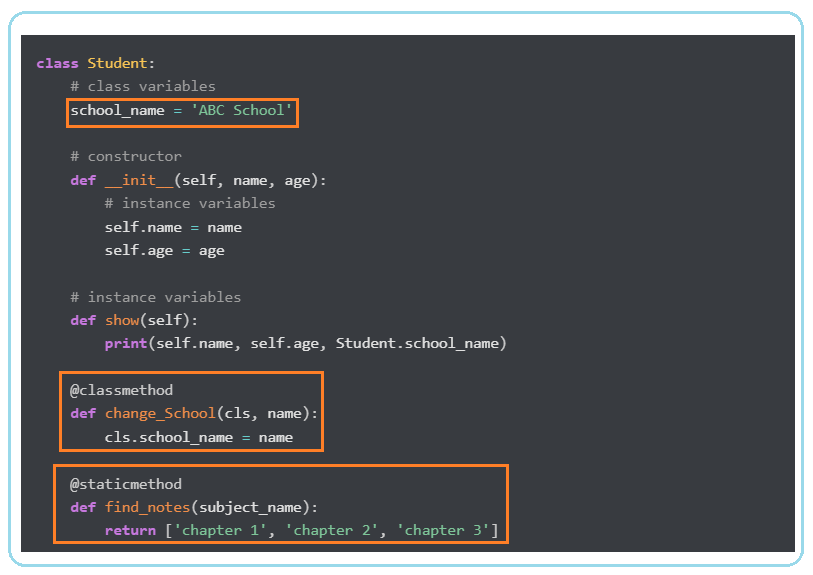 class Student:
    # class variables
    school_name = 'ABC School'
    # constructor
    def __init__(self, name, age):
        # instance variables
        self.name = name
        self.age = age
    # instance variables
    def show(self):
        print(self.name, self.age, Student.school_name)
    @classmethod
    def change_School(cls, name):
        cls.school_name = name
    @staticmethod
    def find_notes(subject_name):
        return ['chapter 1', 'chapter 2', 'chapter 3']